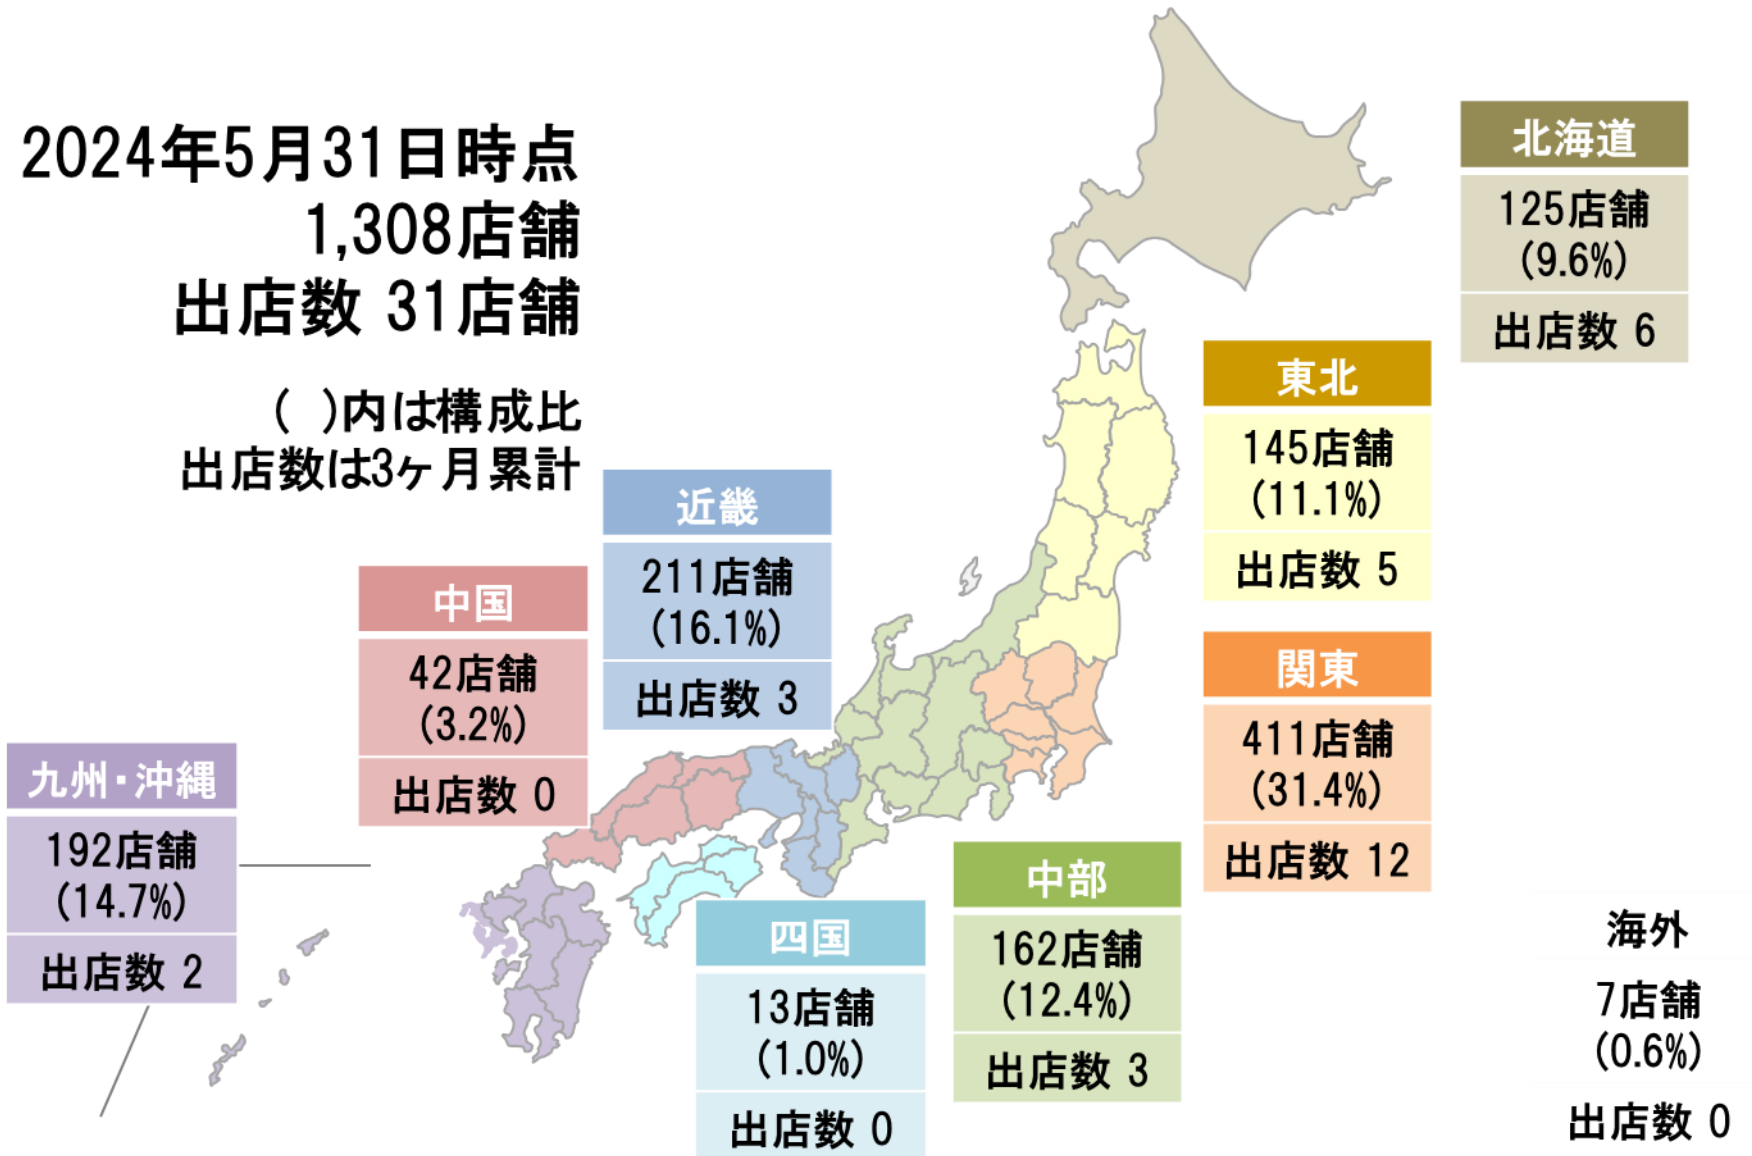 2024年5月31日時点
1,308店舗
出店数 31店舗
( )内は構成比
出店数は3ヶ月累計
北海道
125店舗
(9.6%)
出店数 6
東北
145店舗
(11.1%)
出店数 5
関東
411店舗
(31.4%)
出店数 12
中部
162店舗
(12.4%)
出店数 3
近畿
211店舗
(16.1%)
出店数 3
中国
42店舗
(3.2%)
出店数 0
四国
13店舗
(1.0%)
出店数 0
九州・沖縄
192店舗
(14.7%)
出店数 2
海外
7店舗
(0.6%)
出店数 0